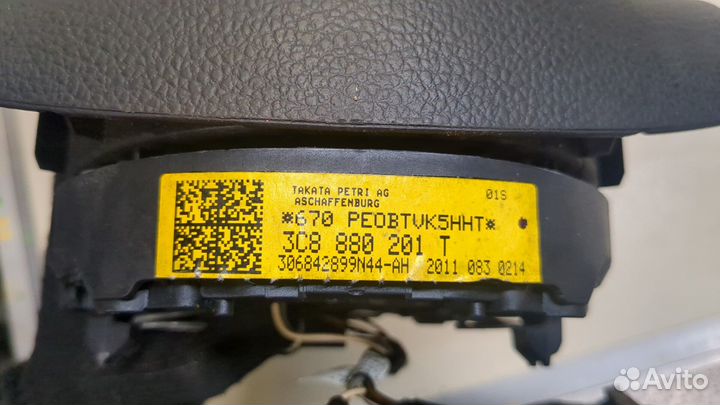 TAKATA PETRI AG 01S
ASCHAFFENBURG
*670 PEOBTVK5HHT*
3C8 880 201 T
306842899N44-AH 2011 083 0214
Avito